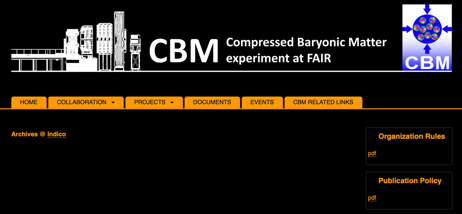 CBM
Compressed Baryonic Matter
experiment at FAIR
CBM
HOME
COLLABORATION
PROJECTS
DOCUMENTS
EVENTS
CBM RELATED LINKS
Archives @ Indico
Organization Rules
pdf
Publication Policy
pdf